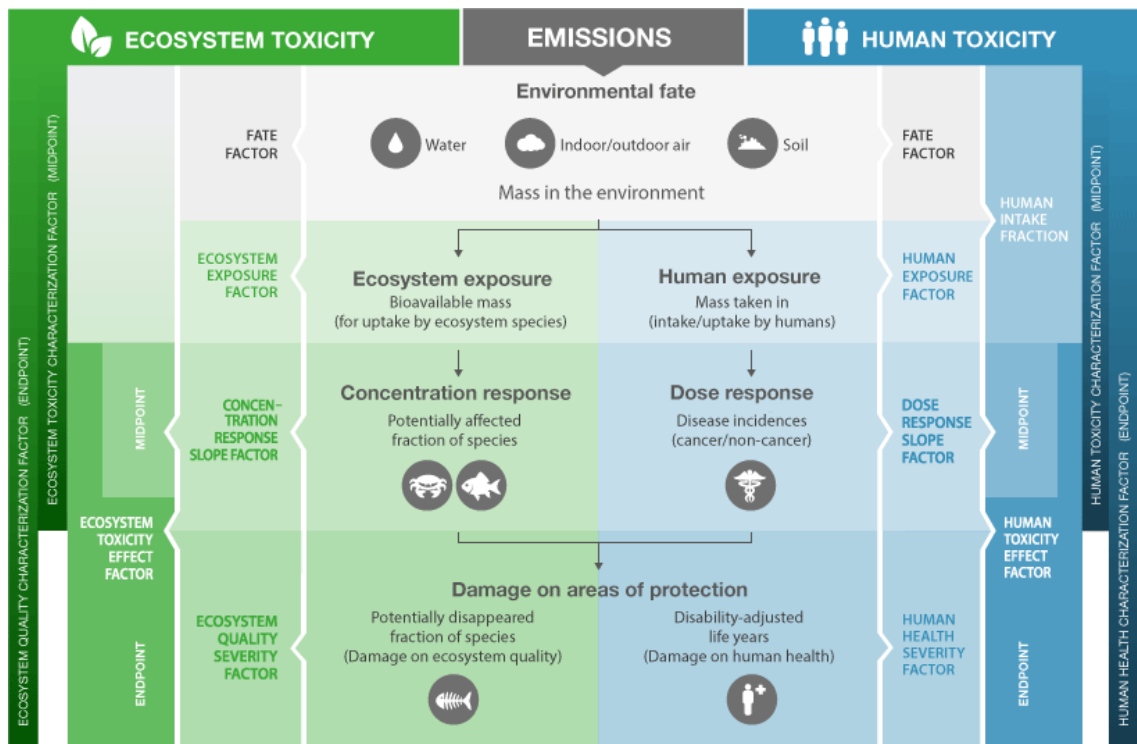 ECOSYSTEM TOXICITY
EMISSIONS
HUMAN TOXICITY
Environmental fate
FATE
FACTOR
Water
Indoor/outdoor air
Soil
FATE
FACTOR
Mass in the environment
HUMAN
INTAKE
FRACTION
ECOSYSTEM
EXPOSURE
FACTOR
Ecosystem exposure
Bioavailable mass
(for uptake by ecosystem species)
Human exposure
Mass taken in
(intake/uptake by humans)
HUMAN
EXPOSURE
FACTOR
MIDPOINT
CONCEN-
TRATION
RESPONSE
SLOPE FACTOR
Concentration response
Potentially affected
fraction of species
Dose response
Disease incidences
(cancer/non-cancer)
DOSE
RESPONSE
SLOPE
FACTOR
MIDPOINT
ECOSYSTEM
TOXICITY
EFFECT
FACTOR
HUMAN
TOXICITY
EFFECT
FACTOR
Damage on areas of protection
ENDPOINT
ECOSYSTEM
QUALITY
SEVERITY
FACTOR
Potentially disappeared
fraction of species
(Damage on ecosystem quality)
Disability-adjusted
life years
(Damage on human health)
HUMAN
HEALTH
SEVERITY
FACTOR
ENDPOINT
ECOSYSTEM QUALITY CHARACTERIZATION FACTOR (ENDPOINT)
ECOSYSTEM TOXICITY CHARACTERIZATION FACTOR (MIDPOINT)
HUMAN TOXICITY CHARACTERIZATION FACTOR (MIDPOINT)
HUMAN HEALTH CHARACTERIZATION FACTOR (ENDPOINT)